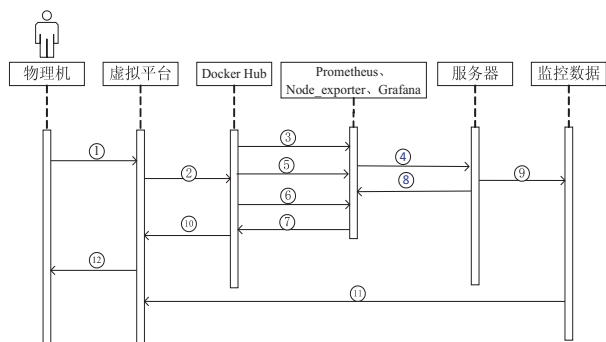 物理机
虚拟平台
Docker Hub
Prometheus、
Node_exporter、Grafana
服务器
监控数据
③
①
④
②
⑤
⑧
⑨
⑥
⑩
⑦
⑫
⑪